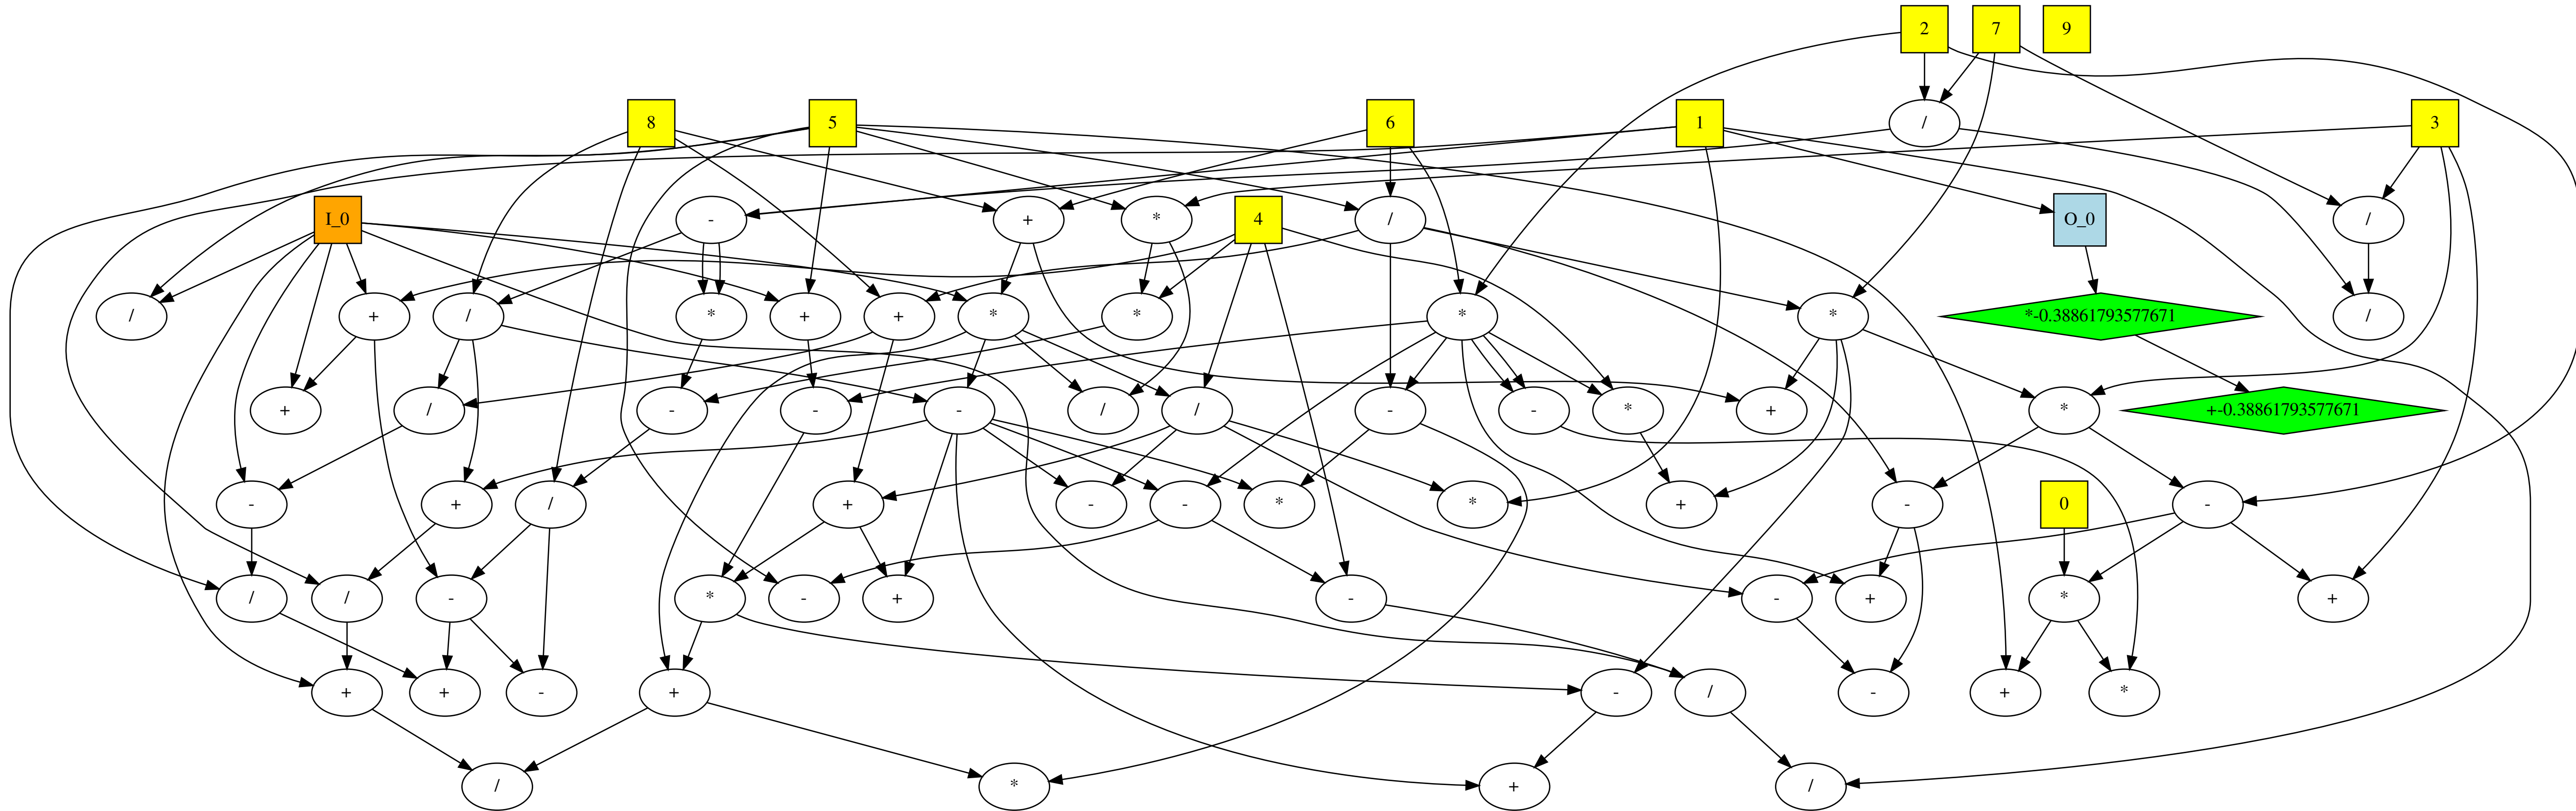 2 7 9
8 5 6 1 / 3
I_0 - + * 4 / O_0 /
/ + / * + + * * * * *-0.38861793577671 /
+ / - - - / / - - * + * +-0.38861793577671
- + / + - - * * + - 0 -
/ / - * - + - - + * +
+ + - + - / - + *
/ * + /